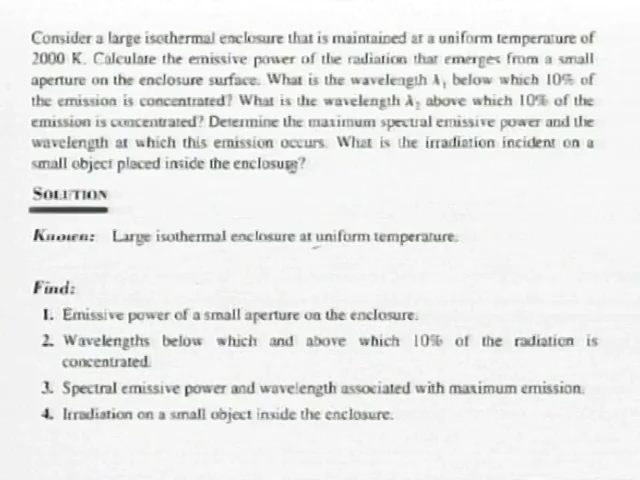 Consider a large isothermal enclosure that is maintained at a uniform temperature of
2000 K. Calculate the emissive power of the radiation that emerges from a small
aperture on the enclosure surface. What is the wavelength λ₁ below which 10% of
the emission is concentrated? What is the wavelength λ₂ above which 10% of the
emission is concentrated? Determine the maximum spectral emissive power and the
wavelength at which this emission occurs. What is the irradiation incident on a
small object placed inside the enclosure?
SOLUTION
Known: Large isothermal enclosure at uniform temperature.
Find:
1. Emissive power of a small aperture on the enclosure.
2. Wavelengths below which and above which 10% of the radiation is
concentrated.
3. Spectral emissive power and wavelength associated with maximum emission.
4. Irradiation on a small object inside the enclosure.